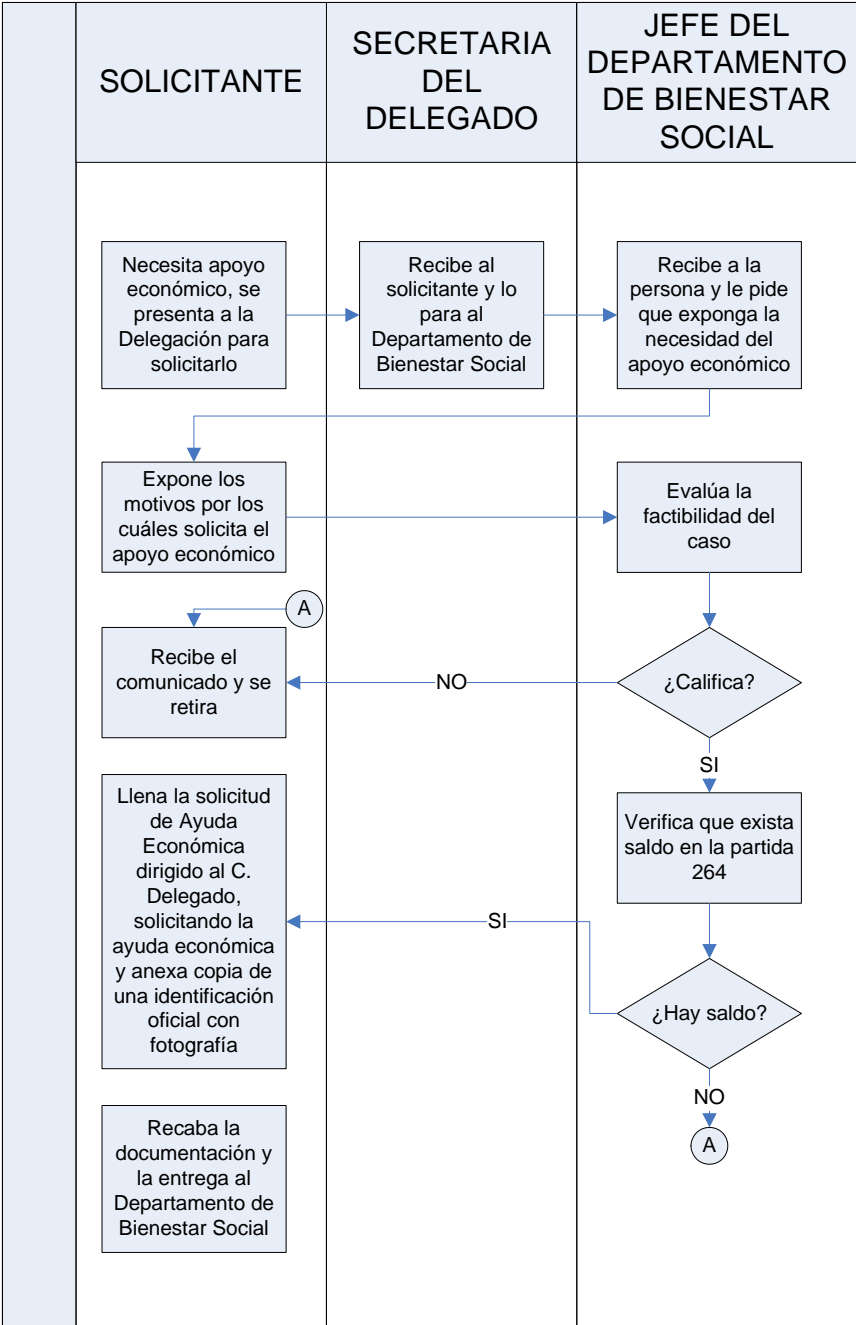 SOLICITANTE
SECRETARIA
DEL
DELEGADO
JEFE DEL
DEPARTAMENTO
DE BIENESTAR
SOCIAL
Necesita apoyo
económico, se
presenta a la
Delegación para
solicitarlo
Recibe al
solicitante y lo
para al
Departamento de
Bienestar Social
Recibe a la
persona y le pide
que exponga la
necesidad del
apoyo económico
Expone los
motivos por los
cuáles solicita el
apoyo económico
Evalúa la
factibilidad del
caso
A
Recibe el
comunicado y se
retira
NO
¿Califica?
SI
Llena la solicitud
de Ayuda
Económica
dirigido al C.
Delegado,
solicitando la
ayuda económica
y anexa copia de
una identificación
oficial con
fotografía
Verifica que exista
saldo en la partida
264
SI
¿Hay saldo?
NO
A
Recaba la
documentación y
la entrega al
Departamento de
Bienestar Social